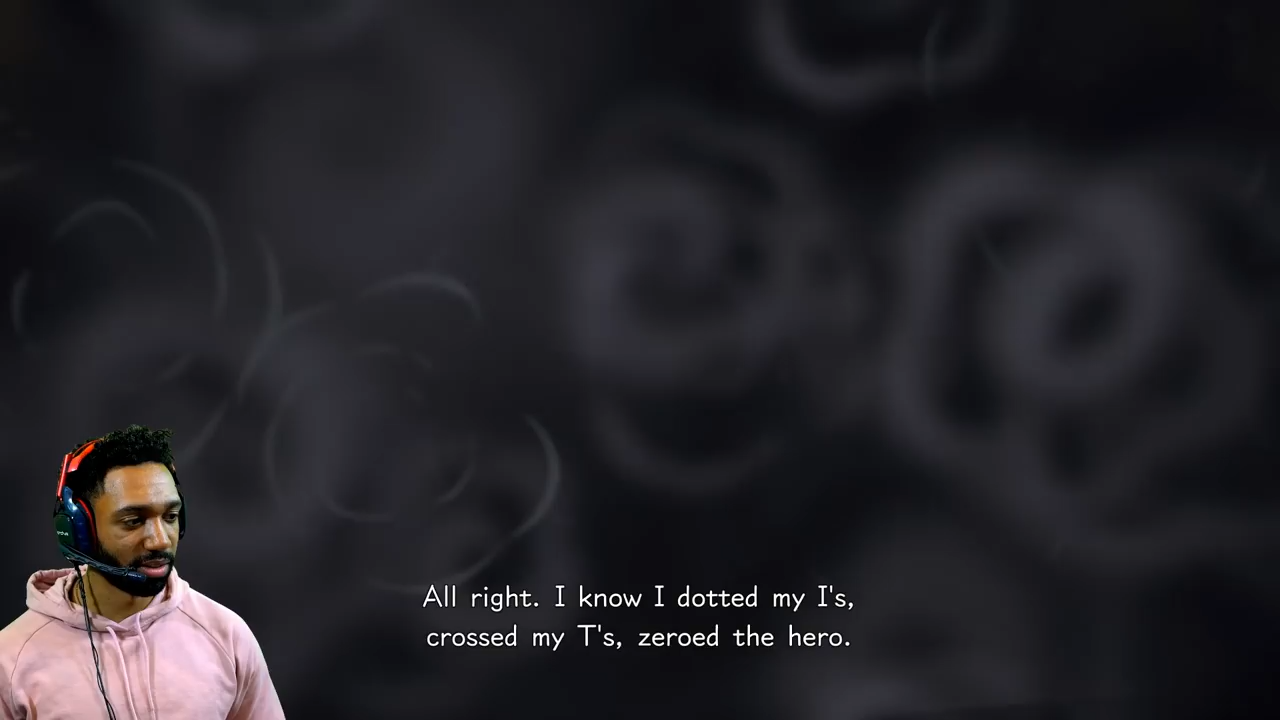 All right. I know I dotted my I's,
crossed my T's, zeroed the hero.